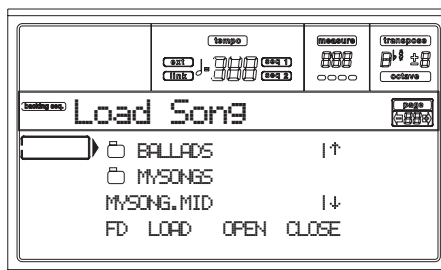 tempo measure transpose
ext seq 1
link seq 2 octave
backing seq. Load Song page
BALLADS
MYSONGS
MYSONG.MID
FD LOAD OPEN CLOSE